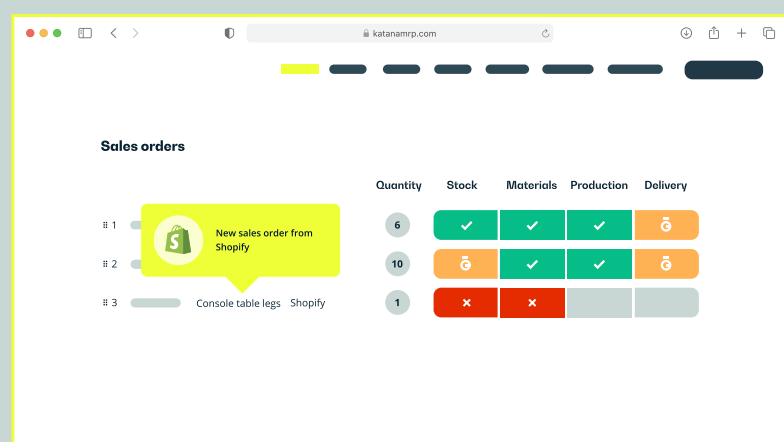 katanamrp.com
Sales orders
Quantity Stock Materials Production Delivery
1
New sales order from
Shopify
6
2
10
3 Console table legs Shopify 1